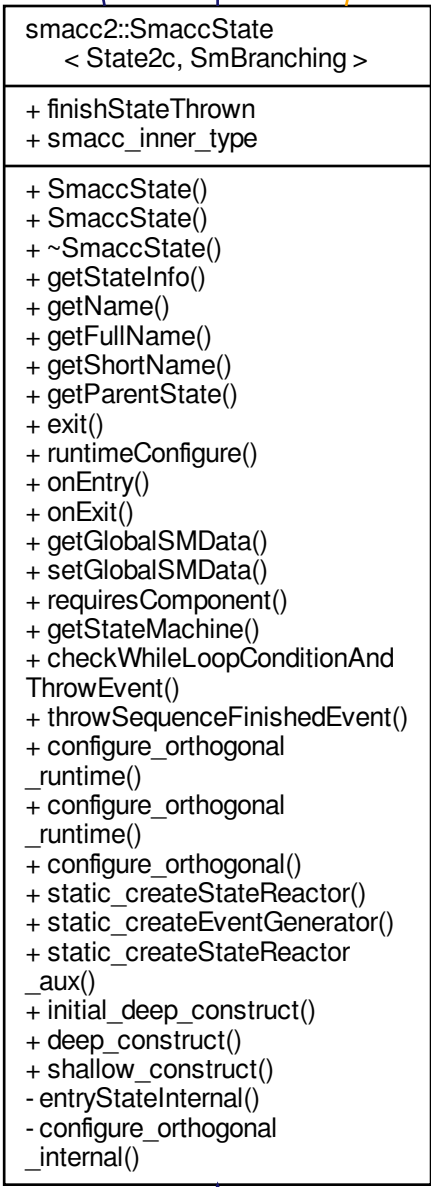 smacc2::SmaccState
< State2c, SmBranching >
+ finishStateThrown
+ smacc_inner_type
+ SmaccState()
+ SmaccState()
+ ~SmaccState()
+ getStateInfo()
+ getName()
+ getFullName()
+ getShortName()
+ getParentState()
+ exit()
+ runtimeConfigure()
+ onEntry()
+ onExit()
+ getGlobalSMData()
+ setGlobalSMData()
+ requiresComponent()
+ getStateMachine()
+ checkWhileLoopConditionAnd
ThrowEvent()
+ throwSequenceFinishedEvent()
+ configure_orthogonal
_runtime()
+ configure_orthogonal
_runtime()
+ configure_orthogonal()
+ static_createStateReactor()
+ static_createEventGenerator()
+ static_createStateReactor
_aux()
+ initial_deep_construct()
+ deep_construct()
+ shallow_construct()
- entryStateInternal()
- configure_orthogonal
_internal()